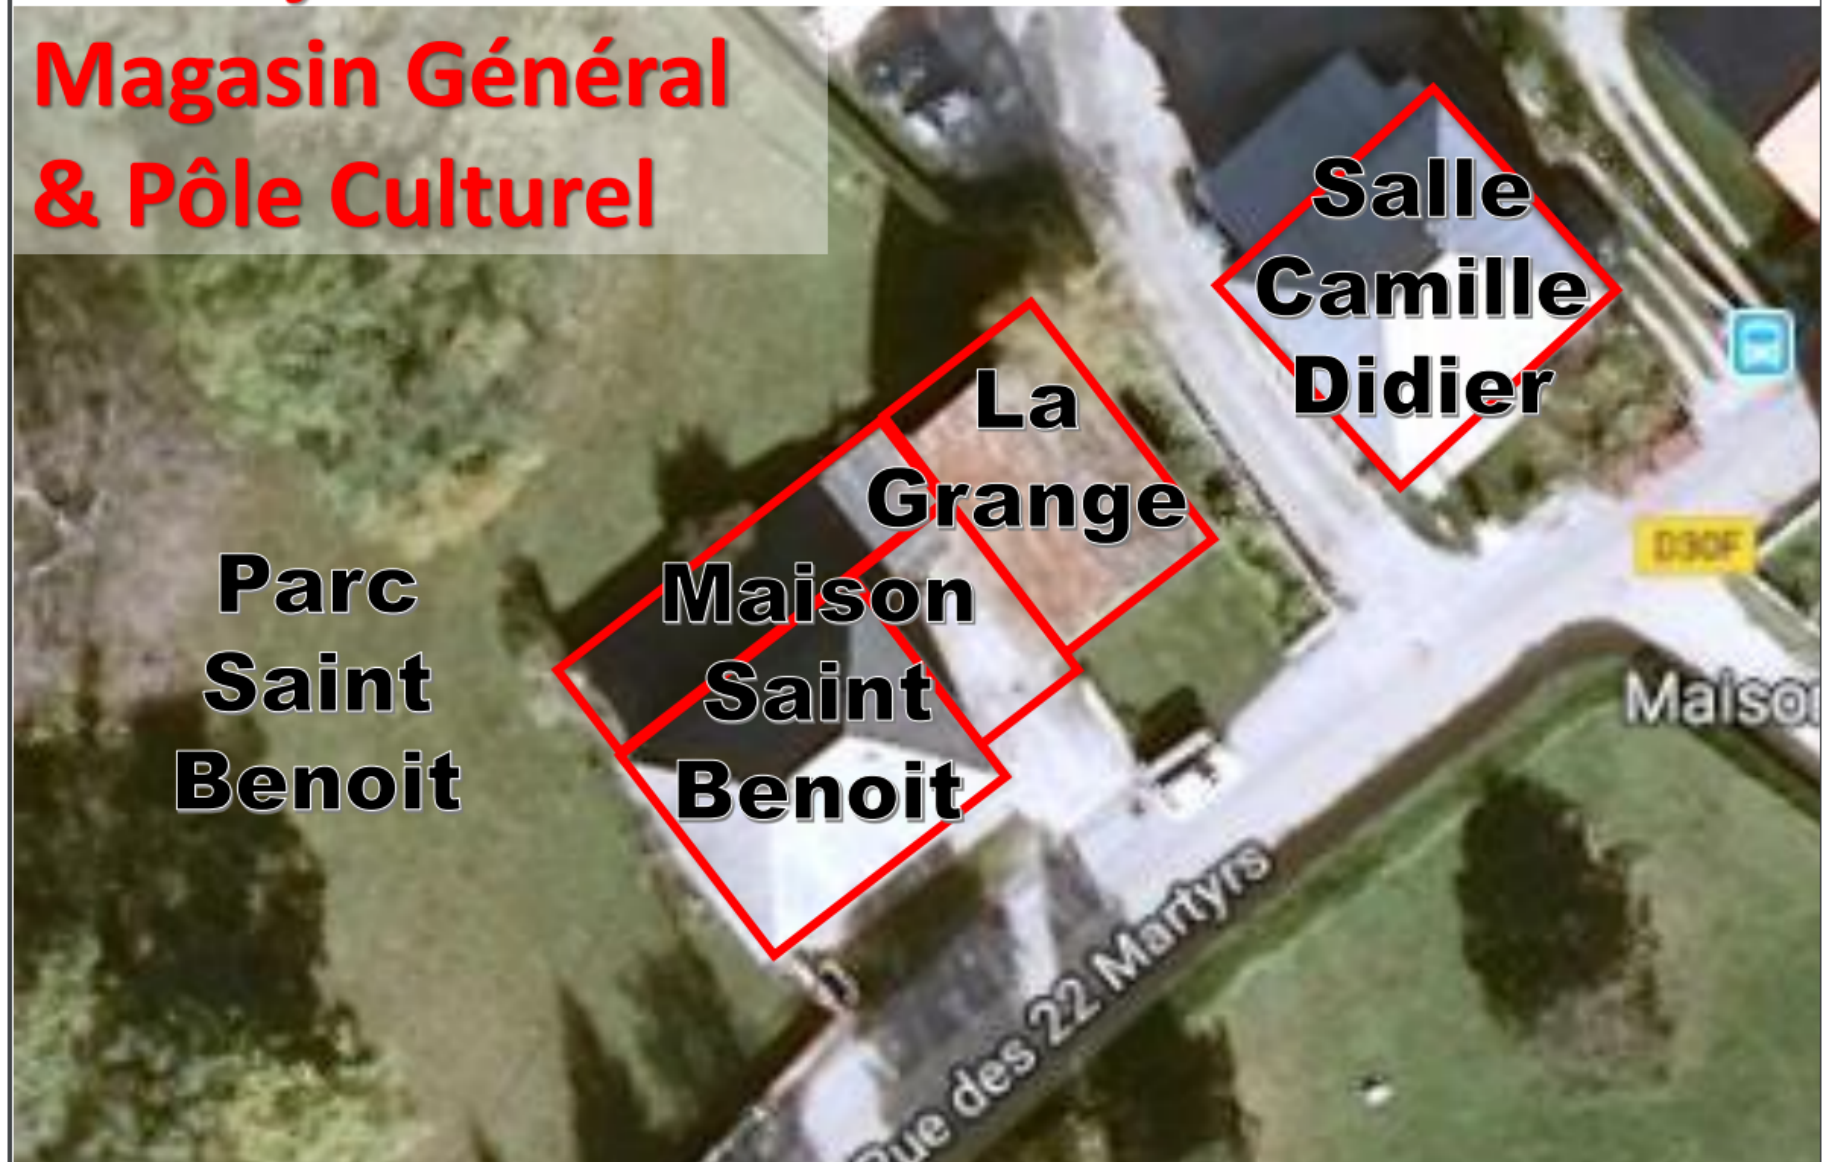 Magasin Général
& Pôle Culturel
Salle
Camille
Didier
La
Grange
D30F
Maison
Saint
Benoit
Parc
Saint
Benoit
Rue des 22 Martyrs